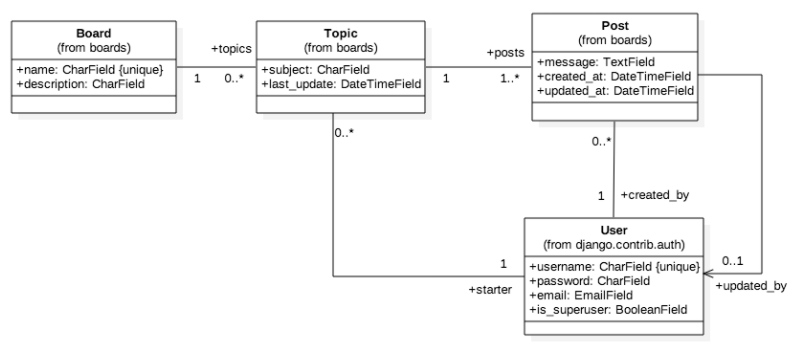 Board
(from boards)
+name: CharField {unique}
+description: CharField
+topics
1
0..*
Topic
(from boards)
+subject: CharField
+last_update: DateTimeField
+posts
1
1..*
Post
(from boards)
+message: TextField
+created_at: DateTimeField
+updated_at: DateTimeField
0..*
0..*
1
+created_by
User
(from django.contrib.auth)
+username: CharField {unique}
+password: CharField
+email: EmailField
+is_superuser: BooleanField
1
+starter
0..1
+updated_by